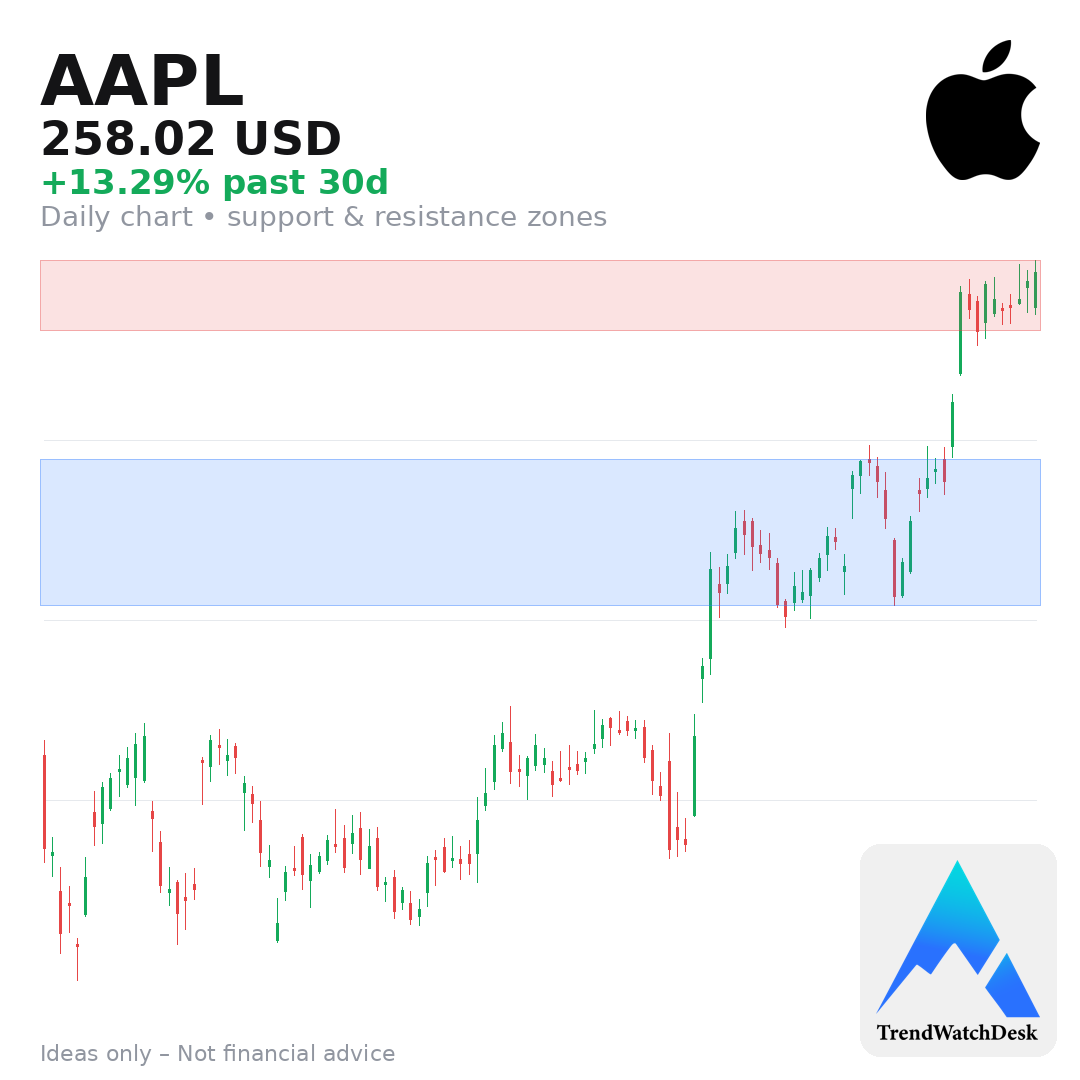 AAPL
258.02 USD
+13.29% past 30d
Daily chart • support & resistance zones
TrendWatchDesk
Ideas only – Not financial advice